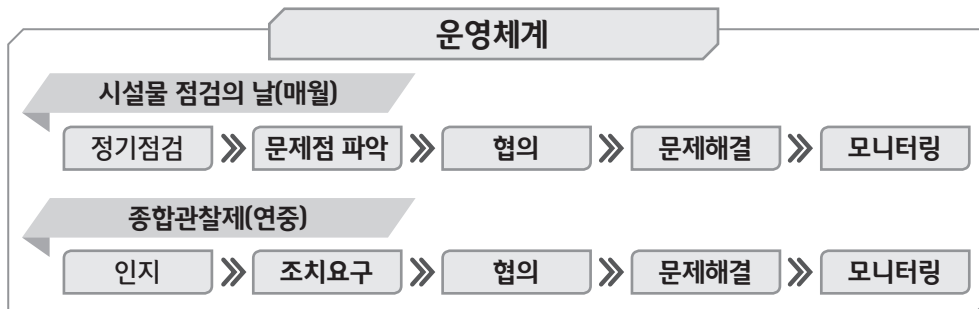 운영체계
시설물 점검의 날(매월)
정기점검 문제점 파악 협의 문제해결 모니터링
종합관찰제(연중)
인지 조치요구 협의 문제해결 모니터링